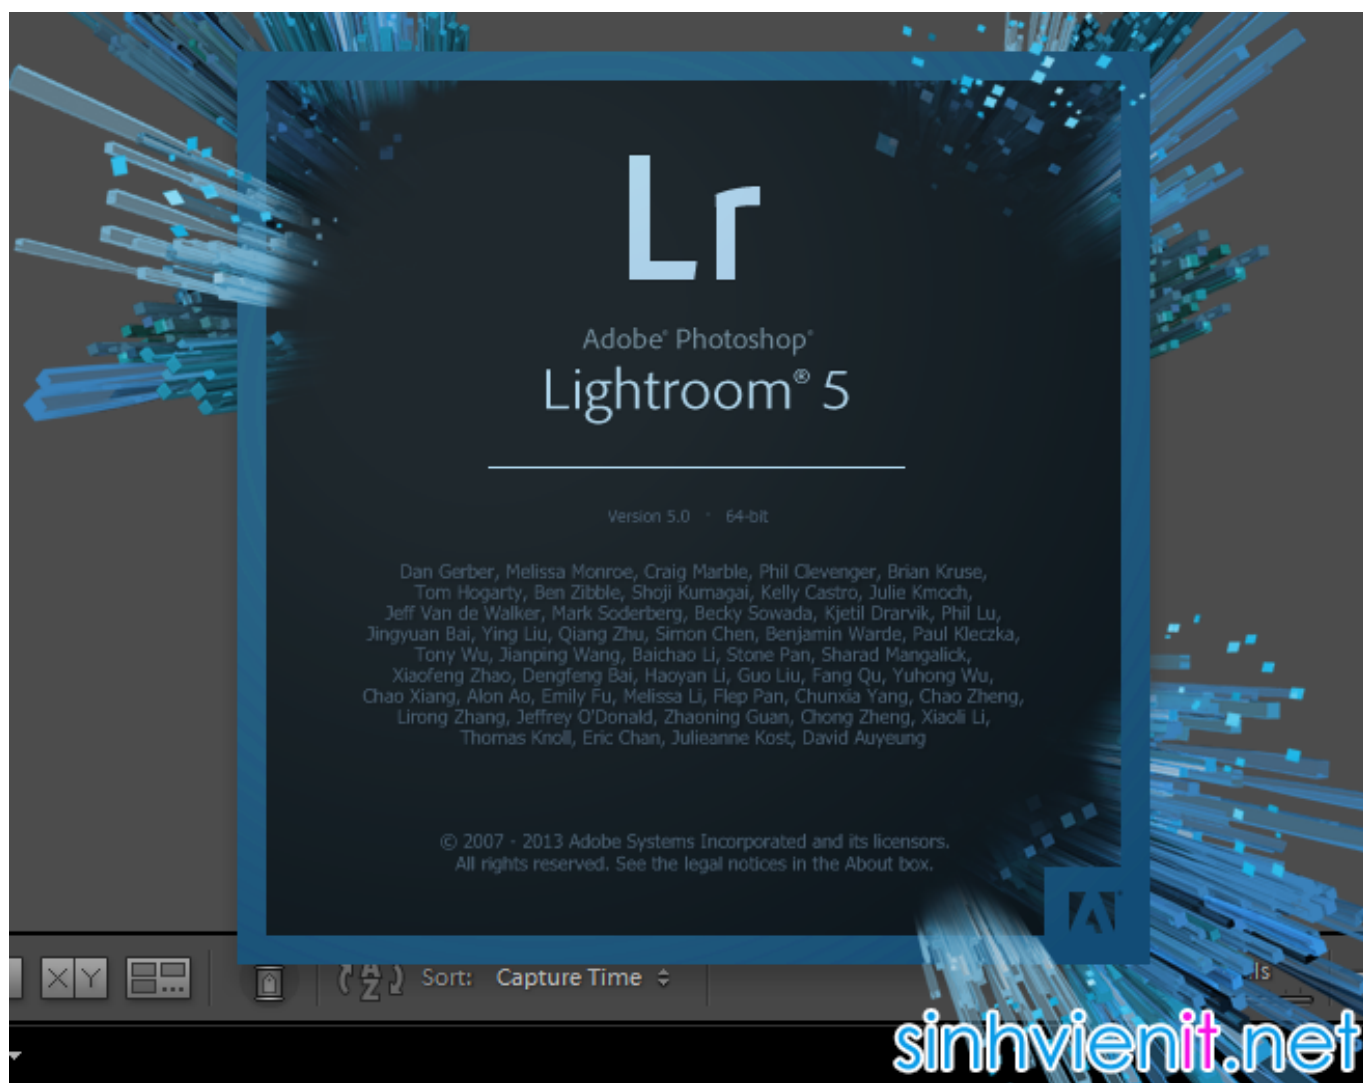 Lr
Adobe® Photoshop®
Lightroom® 5
Version 5.0 · 64-bit
Dan Gerber, Melissa Monroe, Craig Marble, Phil Clevenger, Brian Kruse,
Tom Hogarty, Ben Zibble, Shoji Kumagai, Kelly Castro, Julie Kmoch,
Jeff Van de Walker, Mark Soderberg, Becky Sowada, Kjetil Drarvik, Phil Lu,
Jingyuan Bai, Ying Liu, Qiang Zhu, Simon Chen, Benjamin Warde, Paul Kleczka,
Tony Wu, Jianping Wang, Baichao Li, Stone Pan, Sharad Mangalick,
Xiaofeng Zhao, Dengfeng Bai, Haoyan Li, Guo Liu, Fang Qu, Yuhong Wu,
Chao Xiang, Alon Ao, Emily Fu, Melissa Li, Flep Pan, Chunxia Yang, Chao Zheng,
Lirong Zhang, Jeffrey O'Donald, Zhaoning Guan, Chong Zheng, Xiaoli Li,
Thomas Knoll, Eric Chan, Julieanne Kost, David Auyeung
© 2007 - 2013 Adobe Systems Incorporated and its licensors.
All rights reserved. See the legal notices in the About box.
XY A Z Sort: Capture Time
sinhvienit.net